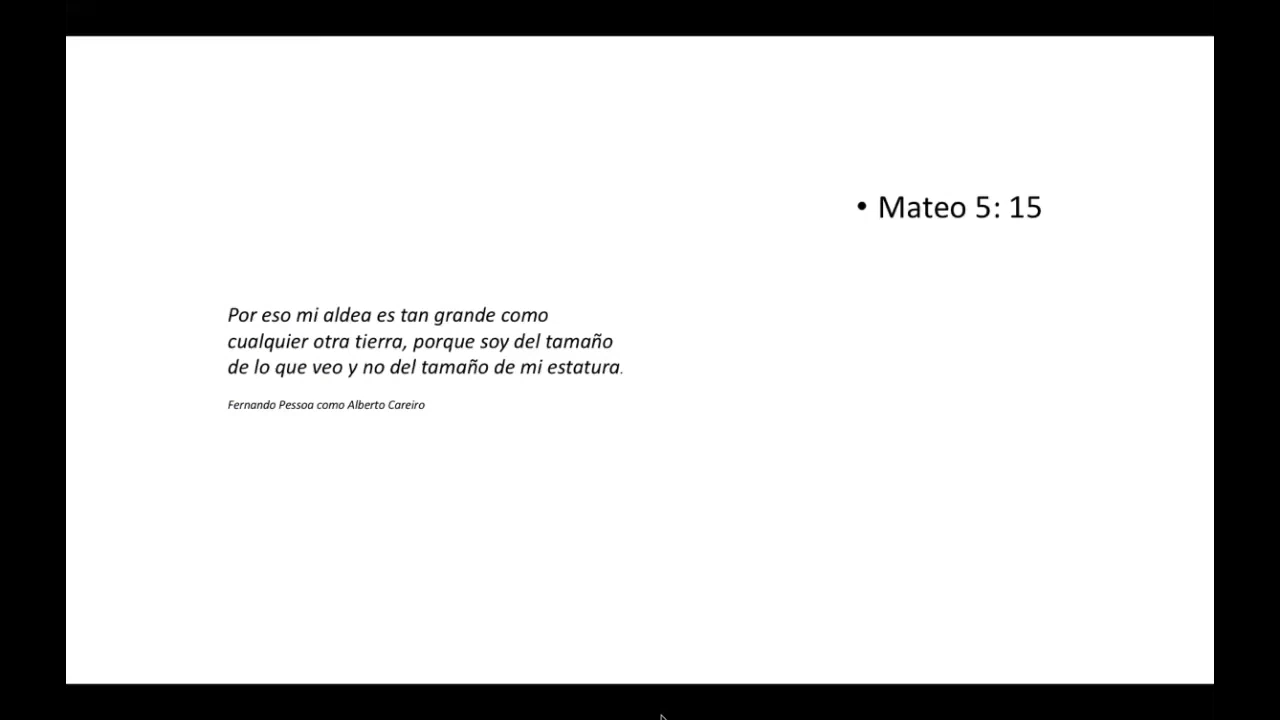 • Mateo 5: 15
Por eso mi aldea es tan grande como
cualquier otra tierra, porque soy del tamaño
de lo que veo y no del tamaño de mi estatura.
Fernando Pessoa como Alberto Careiro